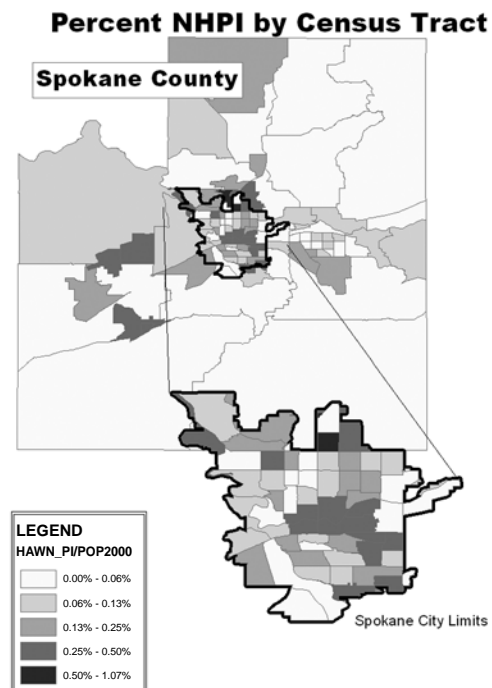 Percent NHPI by Census Tract
Spokane County
LEGEND
HAWN_PI/POP2000
0.00% - 0.06%
0.06% - 0.13%
0.13% - 0.25%
0.25% - 0.50%
0.50% - 1.07%
Spokane City Limits